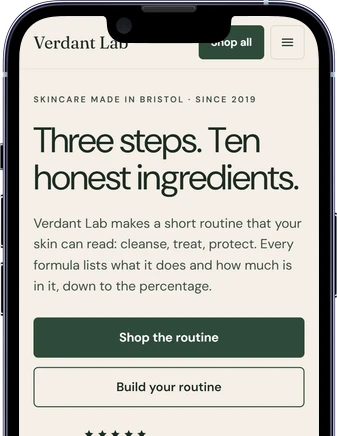 Verdant Lab
Shop all
SKINCARE MADE IN BRISTOL · SINCE 2019
Three steps. Ten
honest ingredients.
Verdant Lab makes a short routine that your
skin can read: cleanse, treat, protect. Every
formula lists what it does and how much is
in it, down to the percentage.
Shop the routine
Build your routine